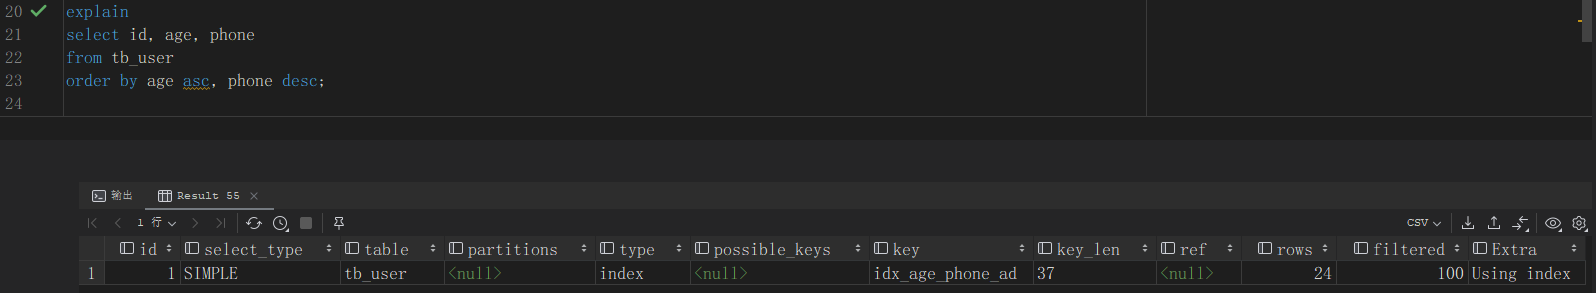 20 explain
21 select id, age, phone
22 from tb_user
23 order by age asc, phone desc;
24
输出 Result 55
1 行 CSV
id select_type table partitions type possible_keys key key_len ref rows filtered Extra
1 1 SIMPLE tb_user <null> index <null> idx_age_phone_ad 37 <null> 24 100 Using index